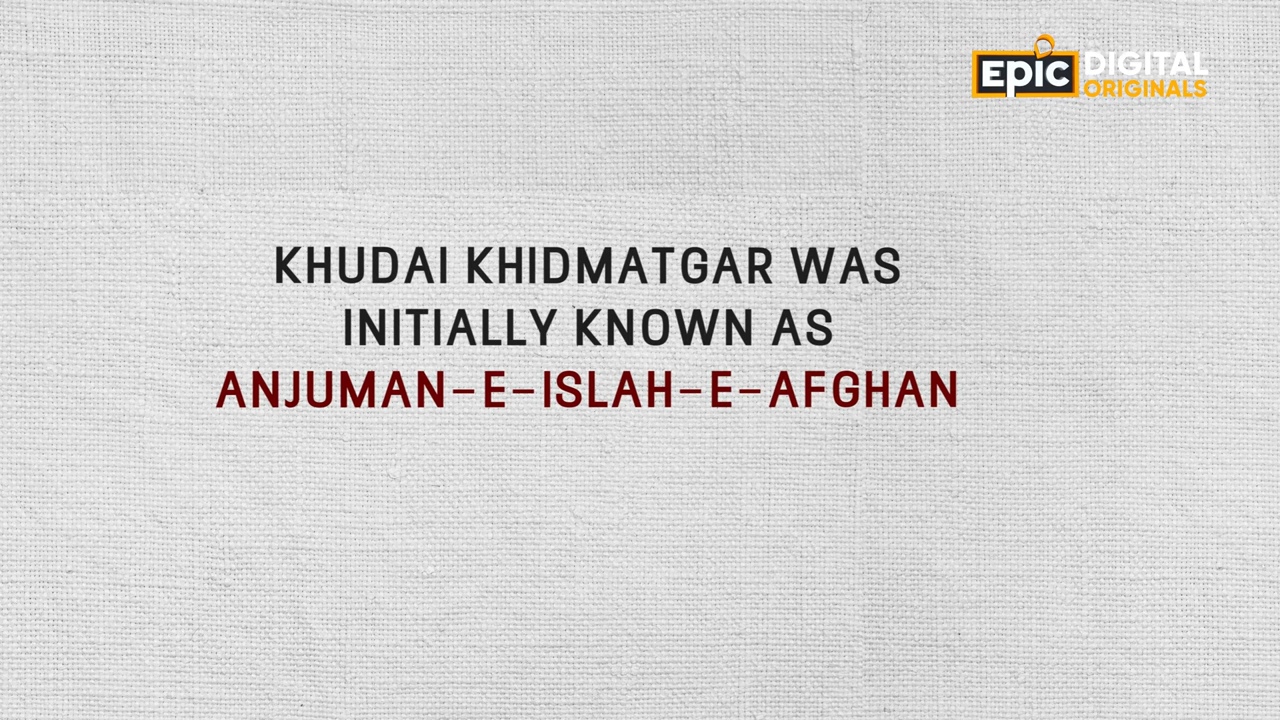 EPIC DIGITAL
ORIGINALS
KHUDAI KHIDMATGAR WAS
INITIALLY KNOWN AS
ANJUMAN-E-ISLAH-E-AFGHAN